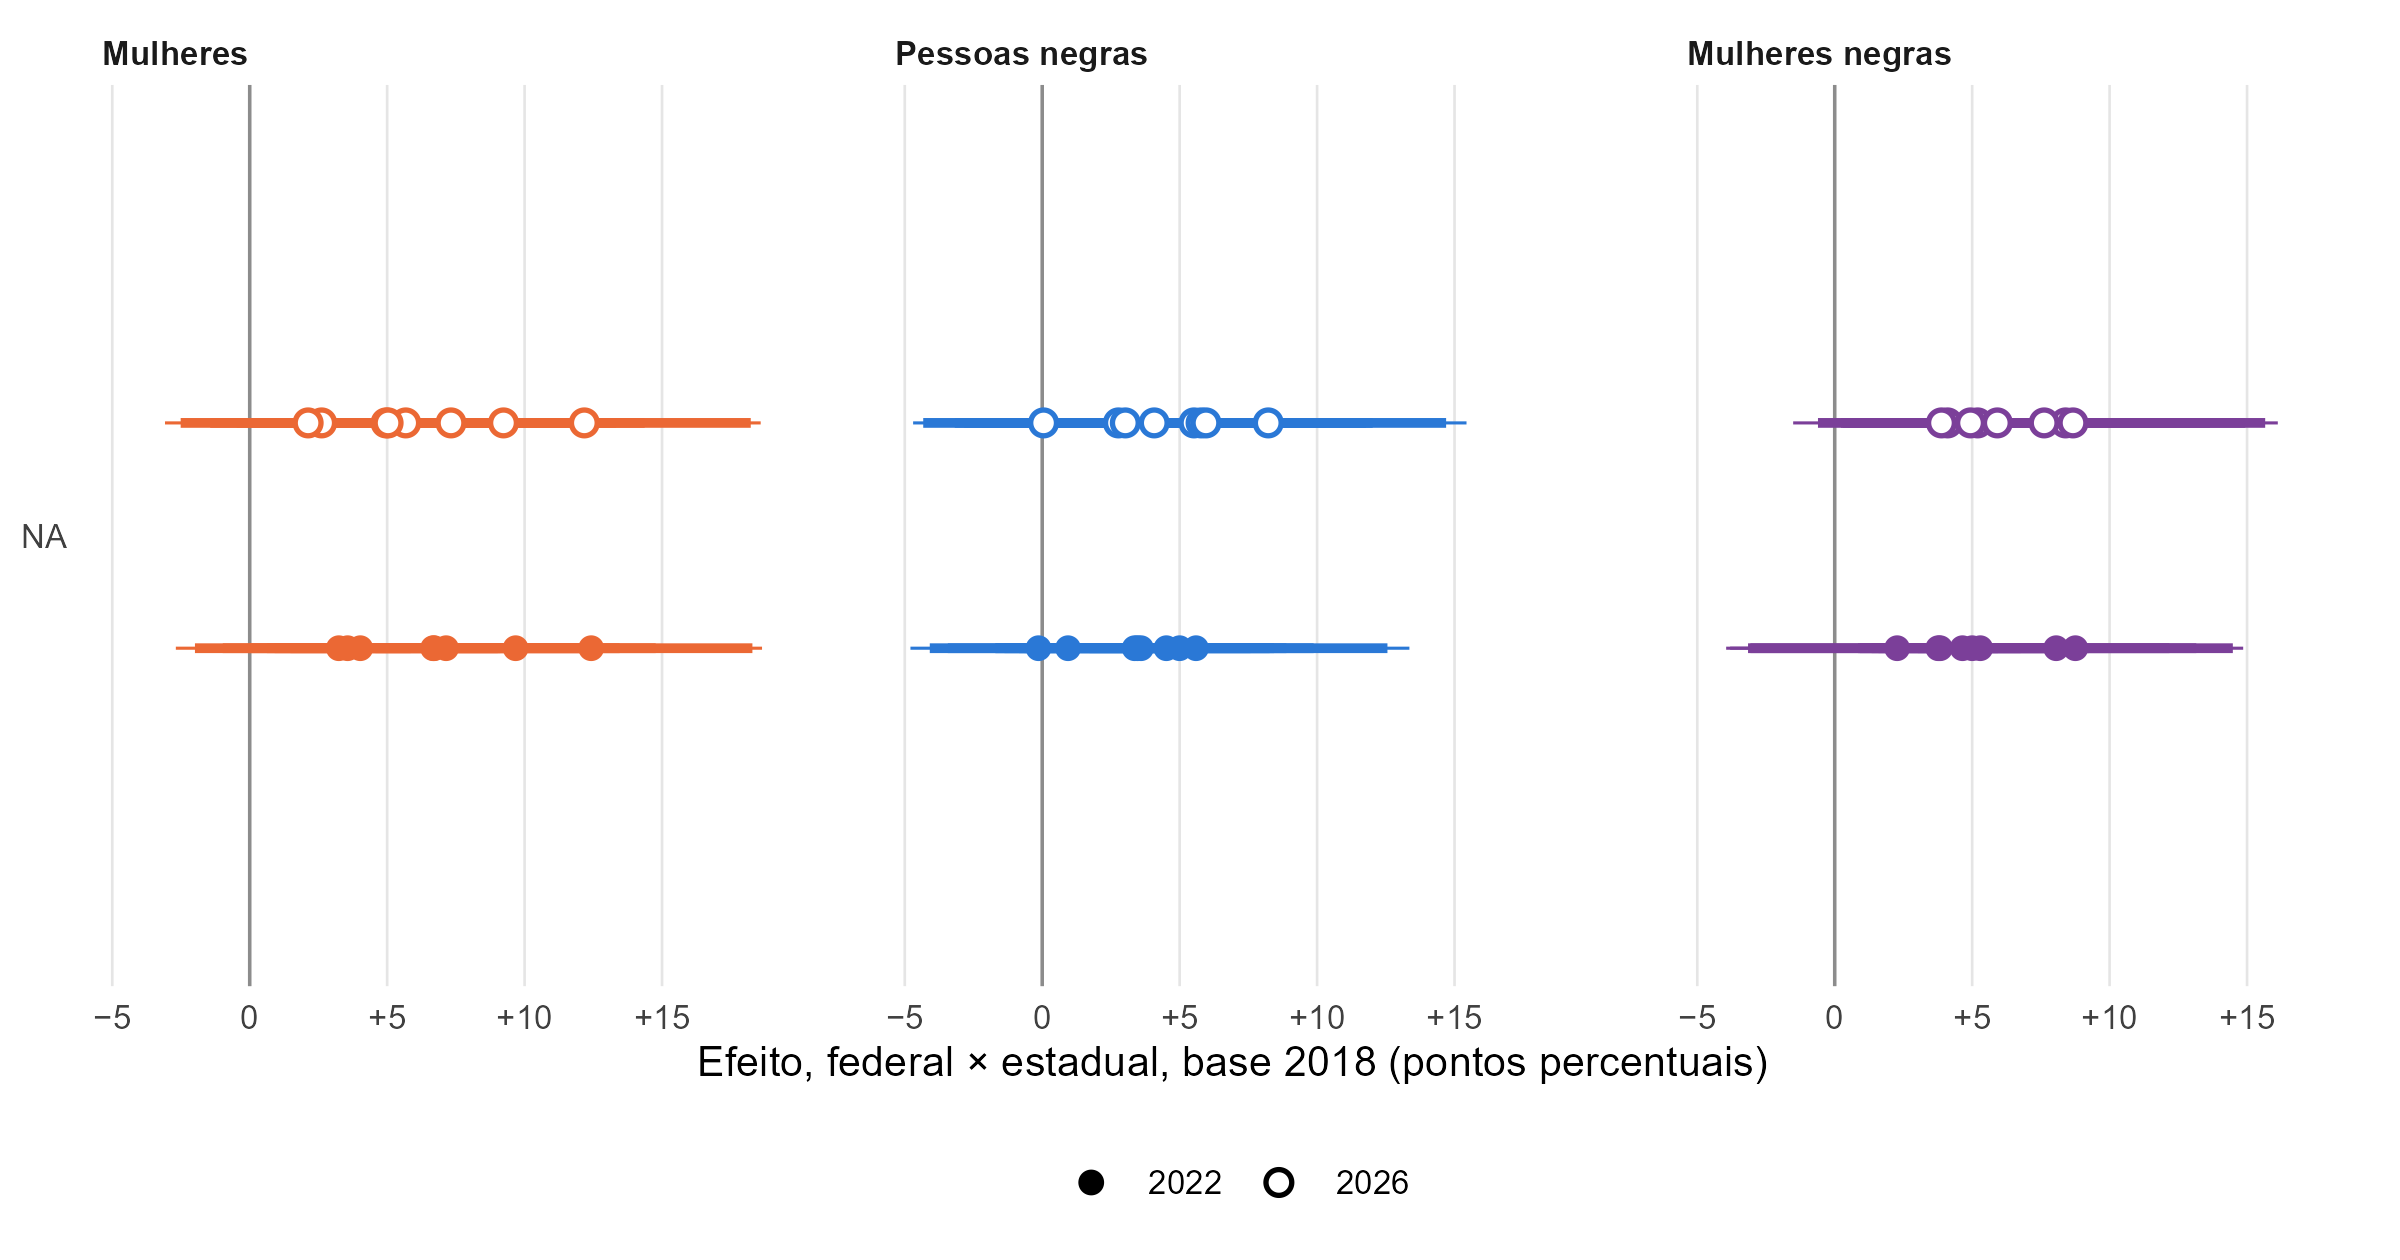 Mulheres
Pessoas negras
Mulheres negras
NA
−5 0 +5 +10 +15
−5 0 +5 +10 +15
−5 0 +5 +10 +15
Efeito, federal × estadual, base 2018 (pontos percentuais)
2022 2026